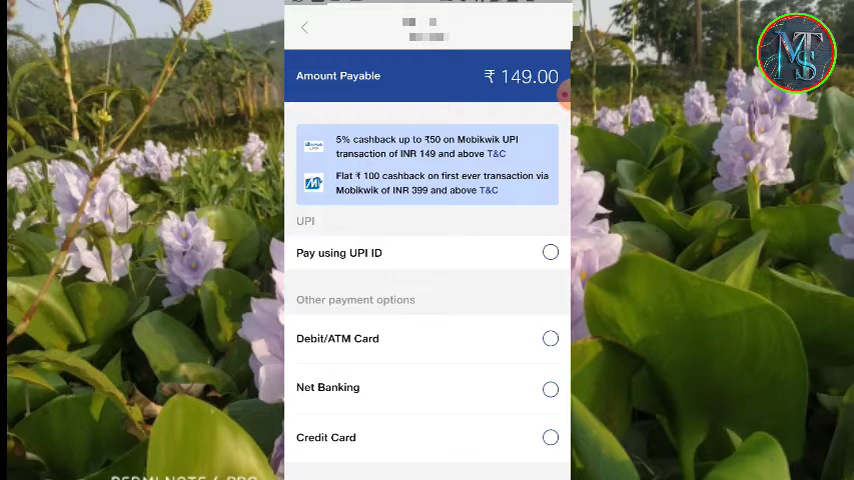 MTS
Amount Payable ₹ 149.00
5% cashback up to ₹50 on Mobikwik UPI
transaction of INR 149 and above T&C
Flat ₹ 100 cashback on first ever transaction via
Mobikwik of INR 399 and above T&C
UPI
Pay using UPI ID
Other payment options
Debit/ATM Card
Net Banking
Credit Card